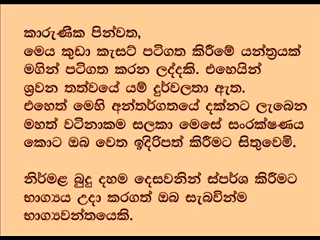 කාරුණික පින්වත,
මෙය කුඩා කැසට් පටිගත කිරීමේ යන්ත්‍රයක්
මගින් පටිගත කරන ලද්දකි. එහෙයින්
ශ්‍රවන තත්වයේ යම් දුර්වලතා ඇත.
එහෙත් මෙහි අන්තර්ගතයේ දක්නට ලැබෙන
මහත් වටිනාකම සලකා මෙසේ සංරක්ෂණය
කොට ඔබ වෙත ඉදිරිපත් කිරීමට සිතුවෙමි.
නිර්මළ බුදු දහම දෙසවනින් ස්පර්ශ කිරීමට
භාග්‍යය උදා කරගත් ඔබ සැබවින්ම
භාග්‍යවන්තයෙකි.